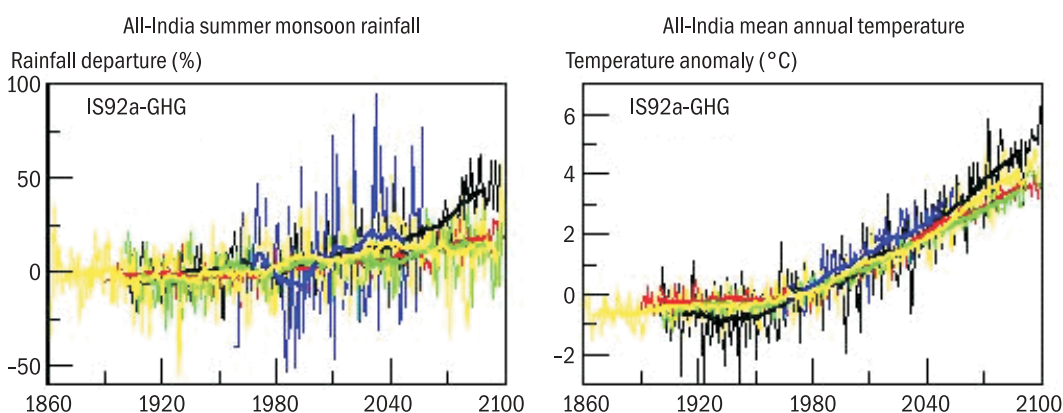 All-India summer monsoon rainfall
Rainfall departure (%)
100
50
0
–50
IS92a-GHG
1860 1920 1980 2040 2100
All-India mean annual temperature
Temperature anomaly (°C)
6
4
2
0
–2
IS92a-GHG
1860 1920 1980 2040 2100